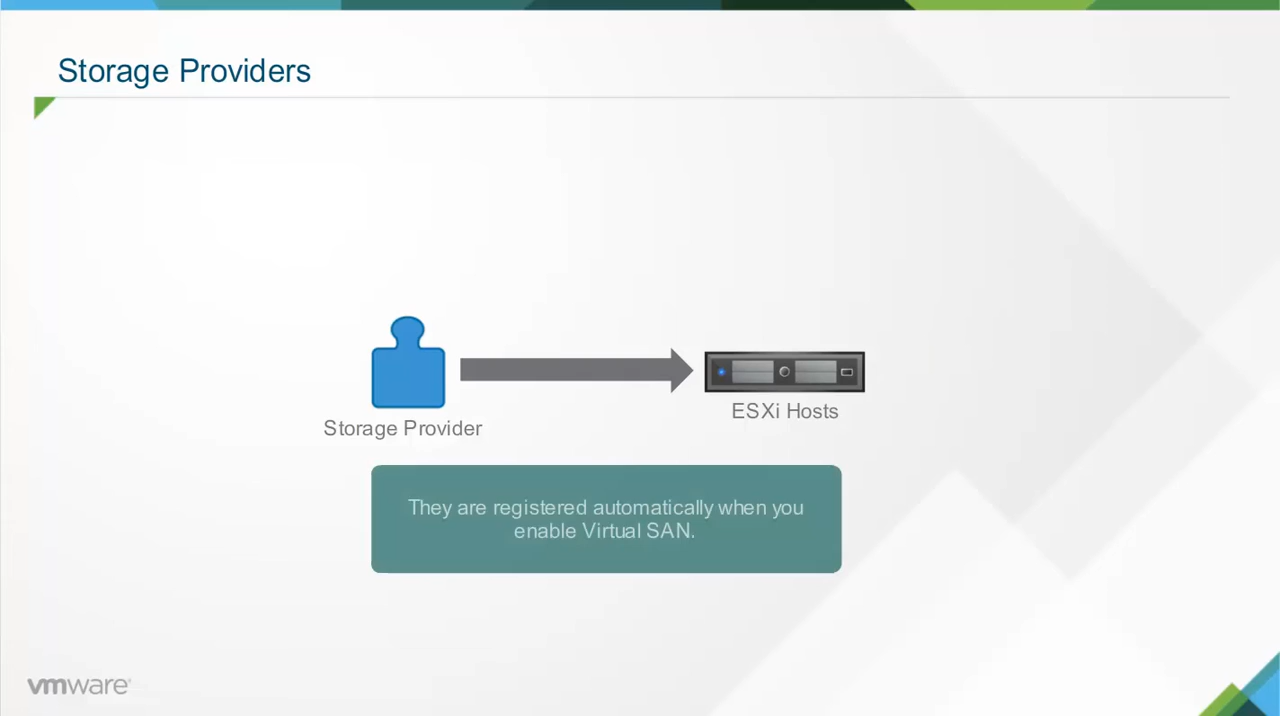 Storage Providers
Storage Provider
ESXi Hosts
They are registered automatically when you
enable Virtual SAN.
vmware